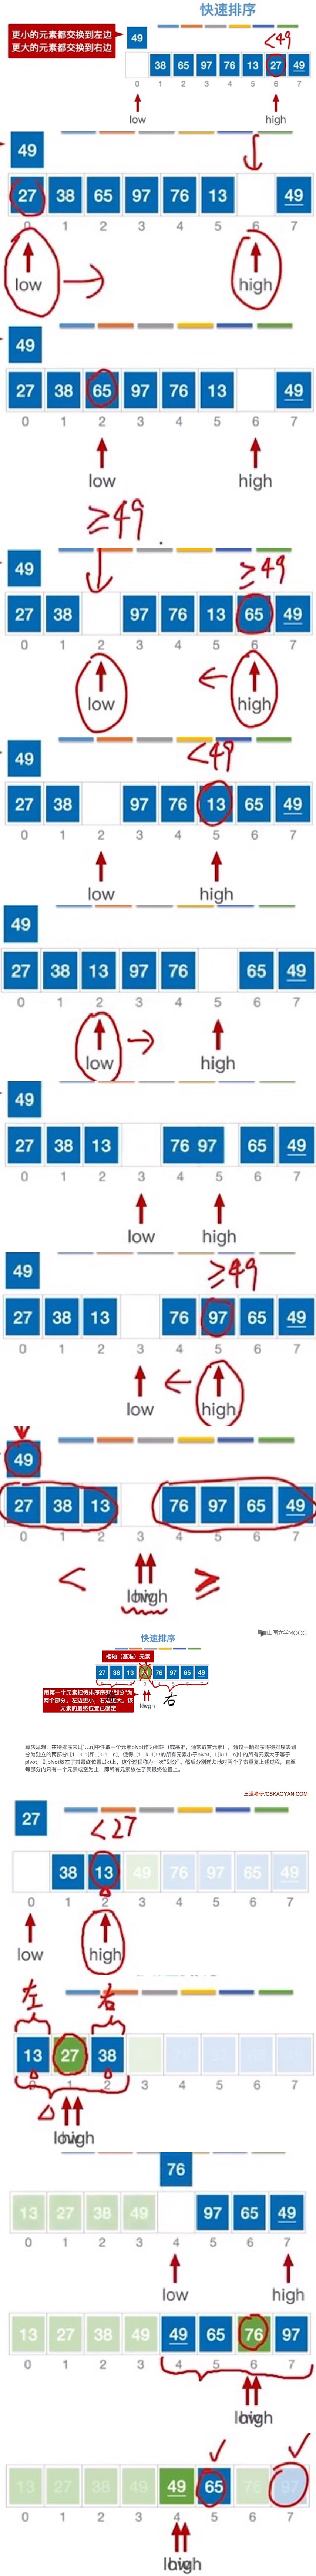 快速排序
更小的元素都交换到左边
更大的元素都交换到右边
49
<49
38 65 97 76 13 27 49
0 1 2 3 4 5 6 7
low high
49
27 38 65 97 76 13 49
0 1 2 3 4 5 6 7
low high
49
27 38 65 97 76 13 49
0 1 2 3 4 5 6 7
low high
≥49
49
≥49
27 38 97 76 13 65 49
0 1 2 3 4 5 6 7
low high
49
<49
27 38 97 76 13 65 49
0 1 2 3 4 5 6 7
low high
49
27 38 13 97 76 65 49
0 1 2 3 4 5 6 7
low high
49
27 38 13 76 97 65 49
0 1 2 3 4 5 6 7
low high
49
≥49
27 38 13 76 97 65 49
0 1 2 3 4 5 6 7
low high
49
27 38 13 76 97 65 49
0 1 2 3 4 5 6 7
< low high ≥
中国大学MOOC
快速排序
枢轴（基准）元素
27 38 13 76 97 65 49
用第一个元素把待排序序列“划分”为
两个部分。左边更小，右边更大。该
元素的最终位置已确定
左 low high 右
算法思想：在待排序表L[1…n]中任取一个元素pivot作为枢轴（或基准，通常取首元素），通过一趟排序将待排序表划
分为独立的两部分L[1…k-1]和L[k+1…n]，使得L[1…k-1]中的所有元素小于pivot，L[k+1…n]中的所有元素大于等于
pivot，则pivot放在了其最终位置L(k)上，这个过程称为一次“划分”。然后分别递归地对两个子表重复上述过程，直至
每部分内只有一个元素或空为止，即所有元素放在了其最终位置上。
王道考研/CSKAOYAN.COM
27
<27
38 13 49 76 97 65 49
0 1 2 3 4 5 6 7
low high
左 右
13 27 38
0 1 2 3 4 5 6 7
low high
76
13 27 38 49 97 65 49
0 1 2 3 4 5 6 7
low high
13 27 38 49 49 65 76 97
0 1 2 3 4 5 6 7
low high
13 27 38 49 49 65 76 97
0 1 2 3 4 5 6 7
low high